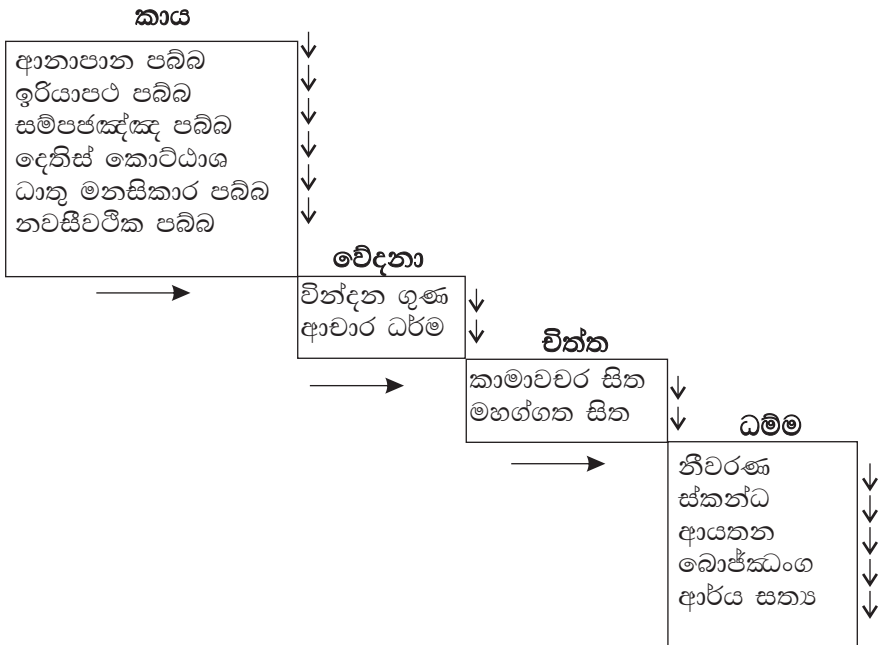 කාය
ආනාපාන පබ්බ
ඉරියාපථ පබ්බ
සම්පජඤ්ඤ පබ්බ
දෙතිස් කොට්ඨාශ
ධාතු මනසිකාර පබ්බ
නවසීවථික පබ්බ
වේදනා
වින්දන ගුණ
ආචාර ධර්ම
චිත්ත
කාමාවචර සිත
මහග්ගත සිත
ධම්ම
නීවරණ
ස්කන්ධ
ආයතන
බොජ්ඣංග
ආර්ය සත්‍ය